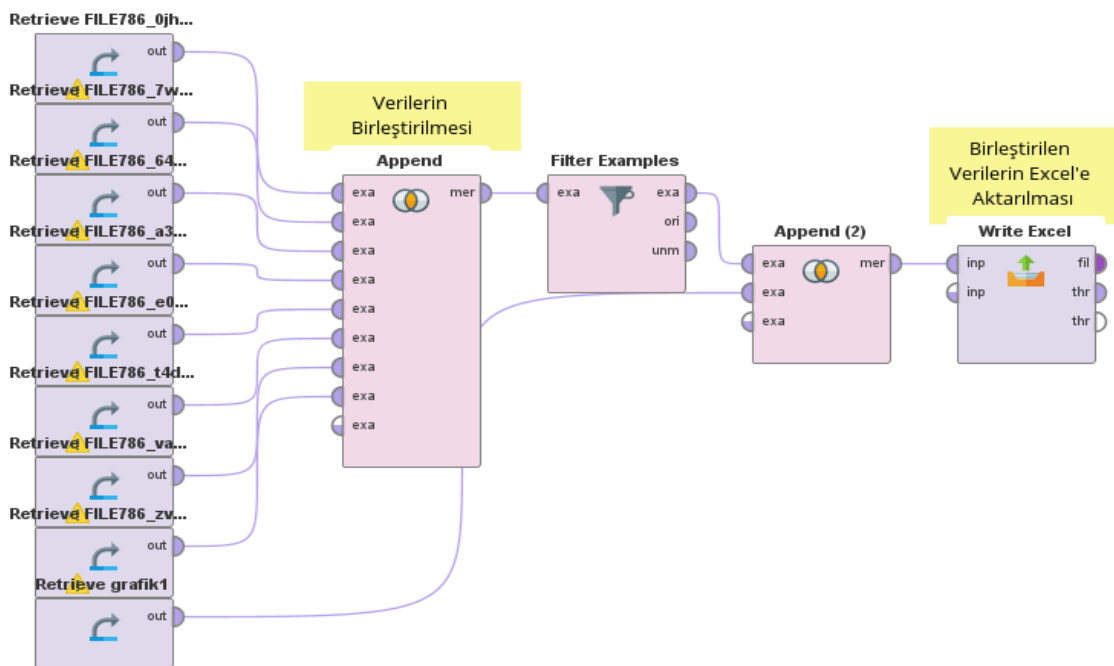 Retrieve FILE786_0jh...
out
Retrieve FILE786_7w...
out
Retrieve FILE786_64...
out
Retrieve FILE786_a3...
out
Retrieve FILE786_e0...
out
Retrieve FILE786_t4d...
out
Retrieve FILE786_va...
out
Retrieve FILE786_zv...
out
Retrieve grafik1
out
Verilerin
Birleştirilmesi
Append
exa mer
exa
exa
exa
exa
exa
exa
exa
exa
Filter Examples
exa exa
ori
unm
Append (2)
exa mer
exa
exa
Birleştirilen
Verilerin Excel'e
Aktarılması
Write Excel
inp fil
inp thr
thr